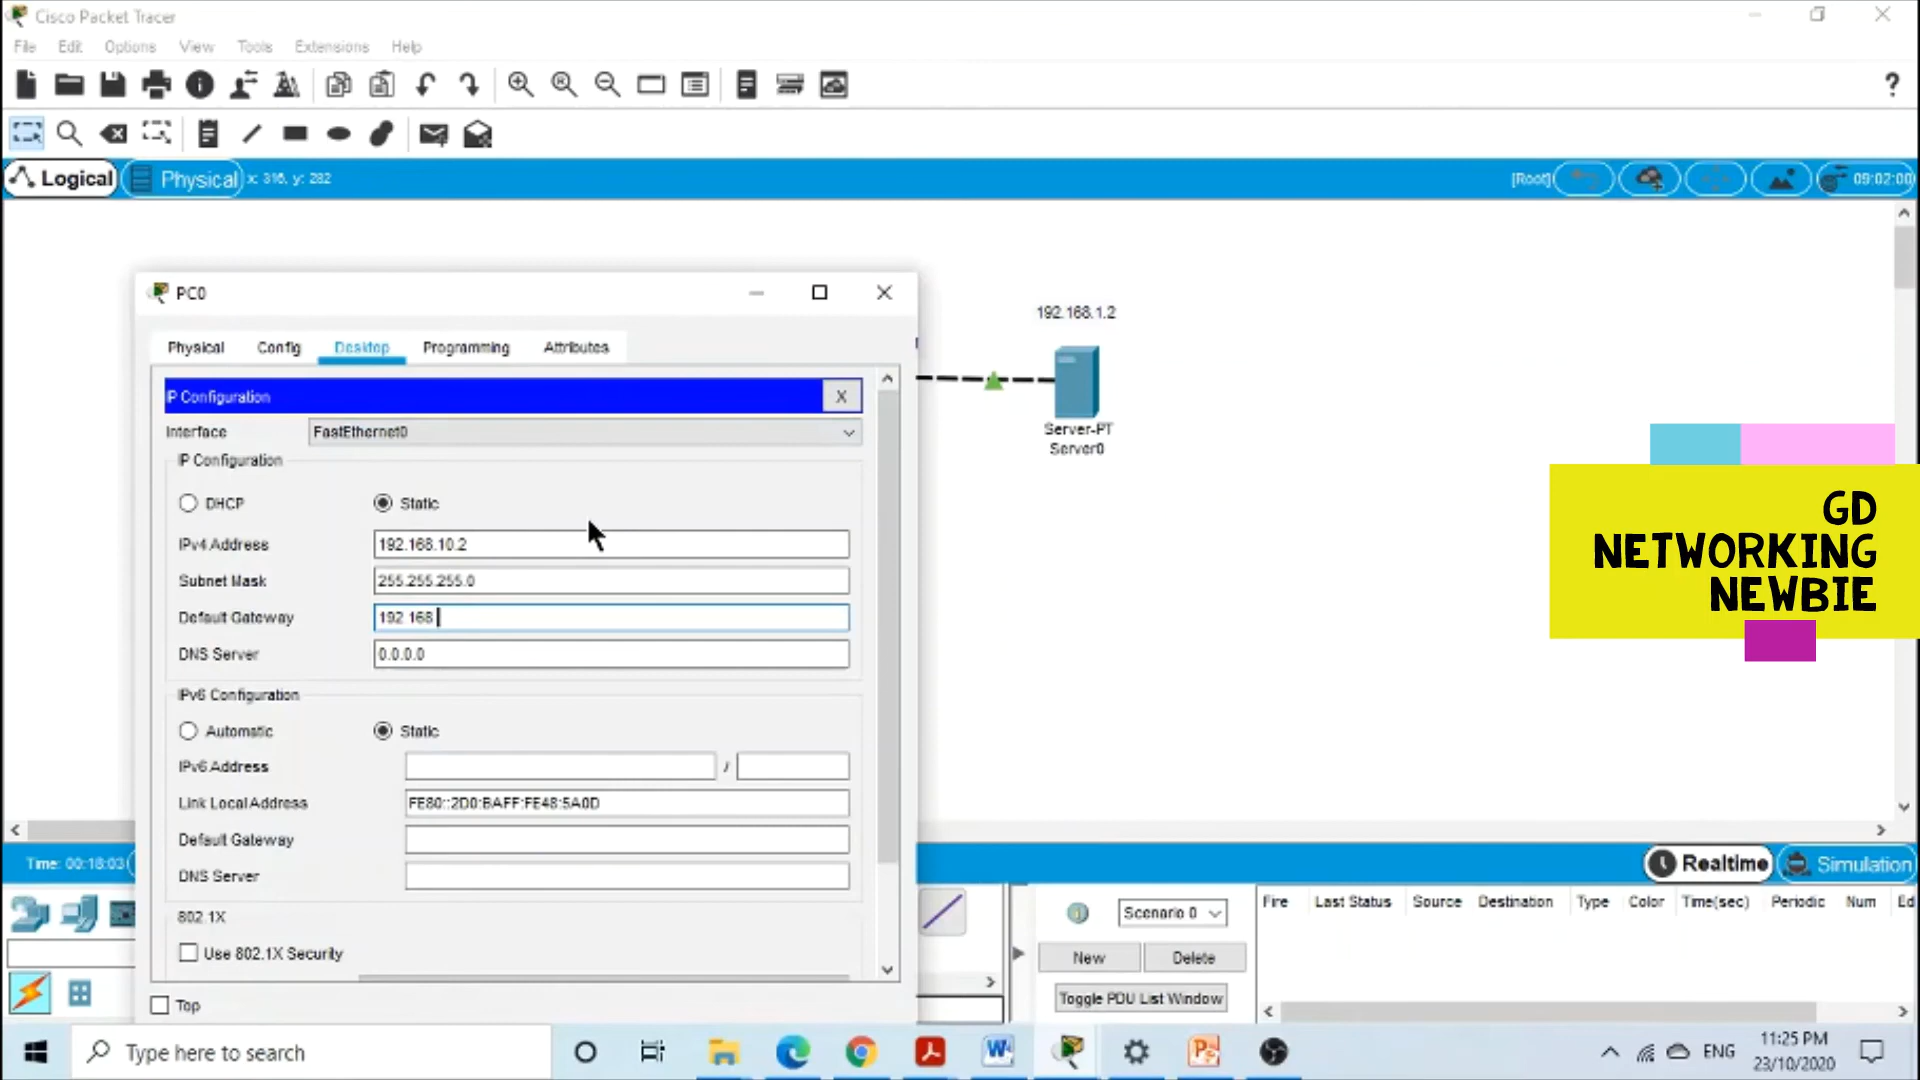 Cisco Packet Tracer
File Edit Options View Tools Extensions Help
?
Logical Physical x: 316, y: 282 [Root] 09:02:00
PC0
192.168.1.2
Physical Config Desktop Programming Attributes
IP Configuration X
Interface FastEthernet0
Server-PT
Server0
IP Configuration
DHCP Static
IPv4 Address 192.168.10.2
Subnet Mask 255.255.255.0
Default Gateway 192.168.
DNS Server 0.0.0.0
GD
NETWORKING
NEWBIE
IPv6 Configuration
Automatic Static
IPv6 Address /
Link Local Address FE80::2D0:BAFF:FE48:5A0D
Default Gateway
DNS Server
802.1X
Use 802.1X Security
Top
Time: 00:18:03
Realtime Simulation
Scenario 0
New Delete
Toggle PDU List Window
Fire Last Status Source Destination Type Color Time(sec) Periodic Num Ed
Type here to search
ENG
11:25 PM
23/10/2020